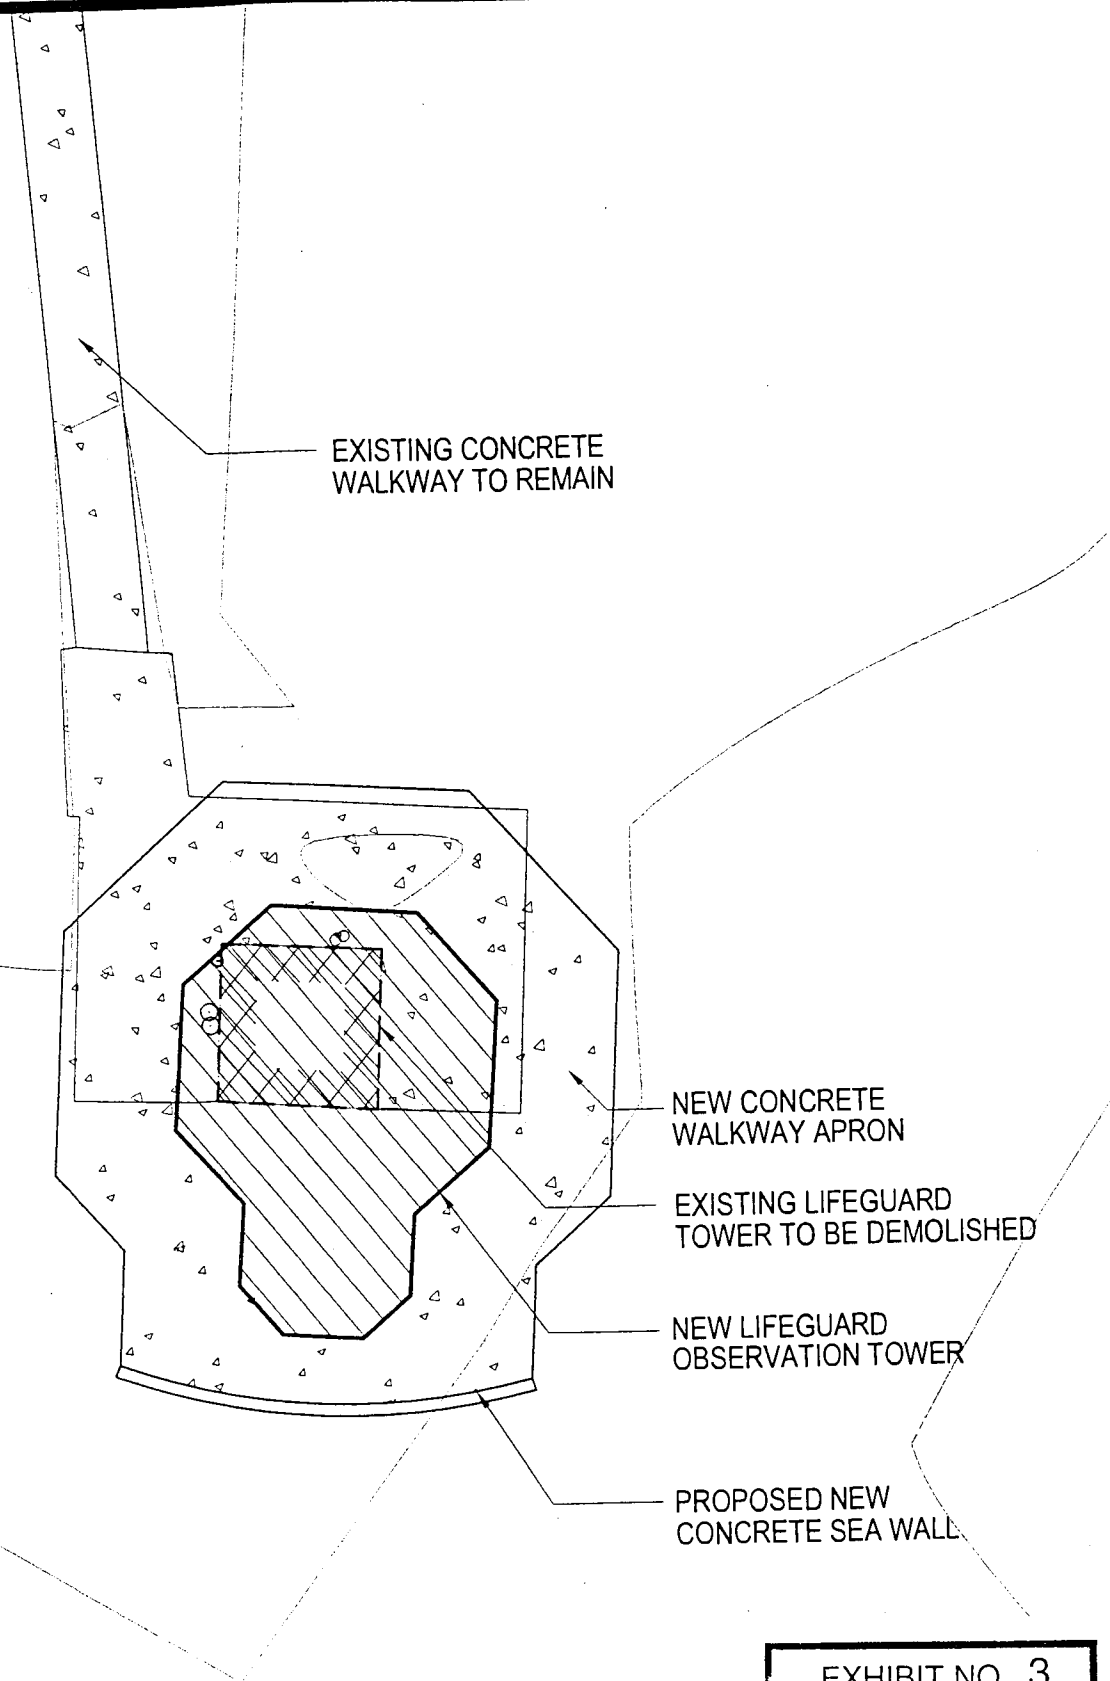 EXISTING CONCRETE
WALKWAY TO REMAIN
NEW CONCRETE
WALKWAY APRON
EXISTING LIFEGUARD
TOWER TO BE DEMOLISHED
NEW LIFEGUARD
OBSERVATION TOWER
PROPOSED NEW
CONCRETE SEA WALL
EXHIBIT NO. 3